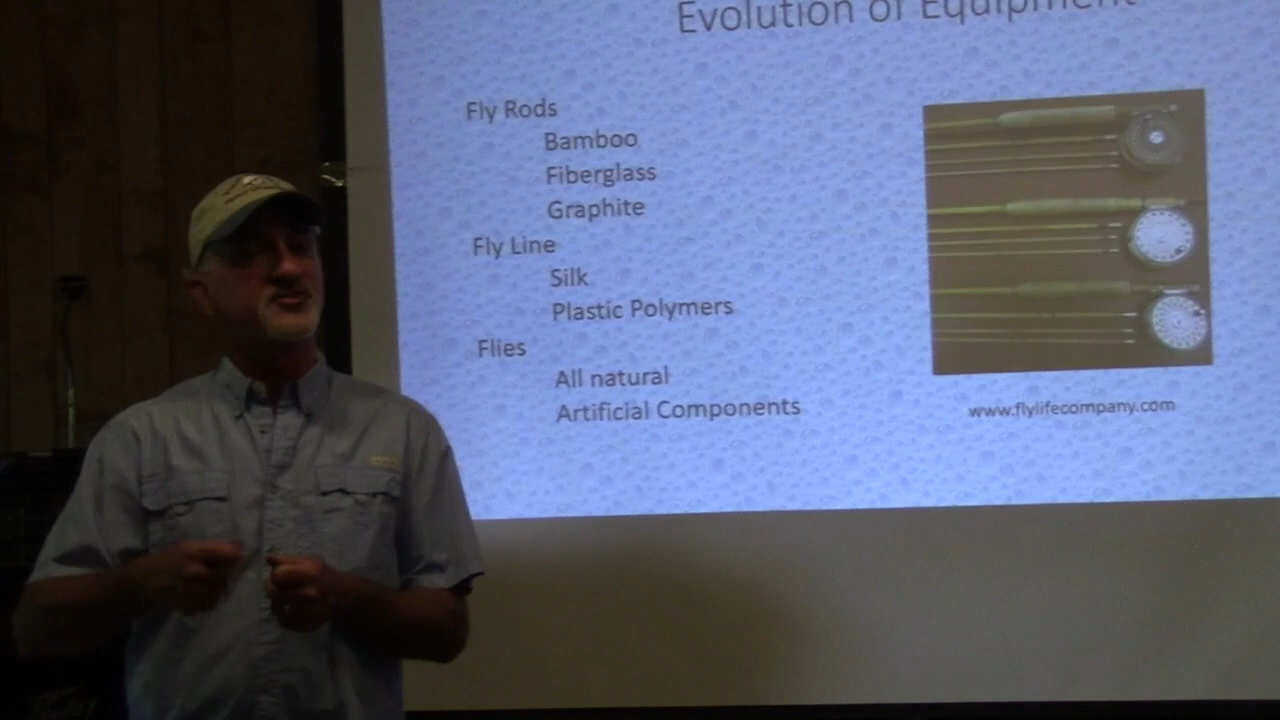 Evolution of Equipment
Fly Rods
Bamboo
Fiberglass
Graphite
Fly Line
Silk
Plastic Polymers
Flies
All natural
Artificial Components
www.flylifecompany.com